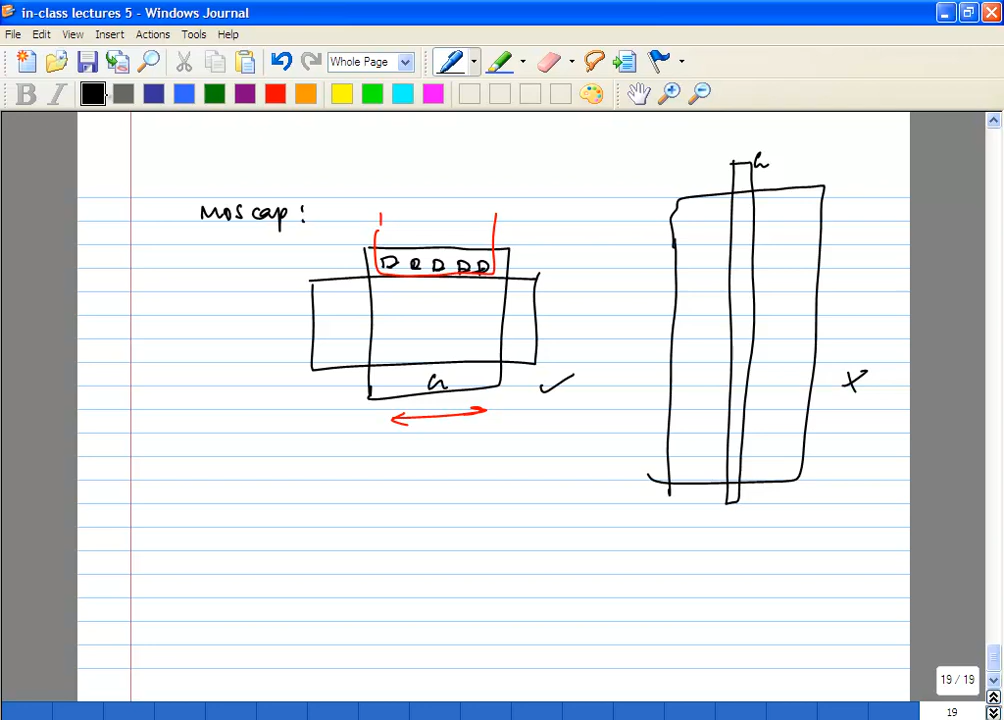 in-class lectures 5 - Windows Journal
File Edit View Insert Actions Tools Help
Whole Page
B I
Mos cap :
19 / 19
19